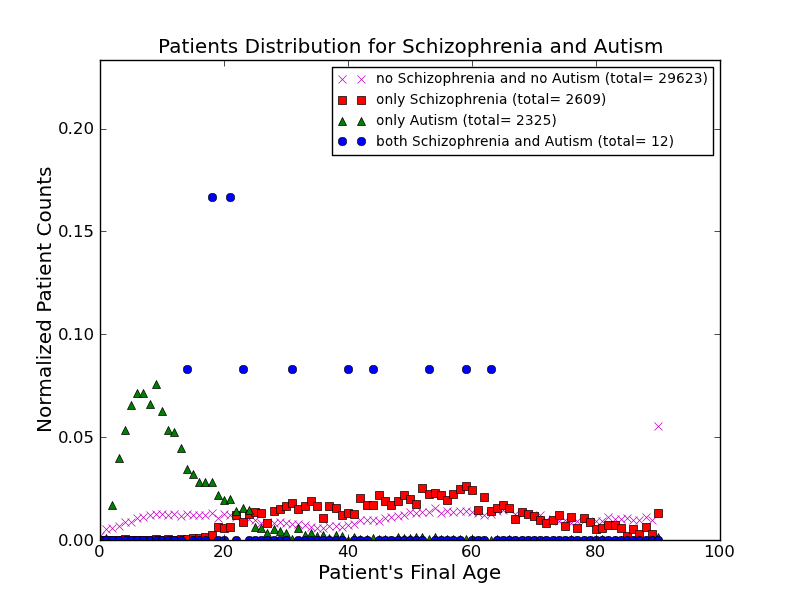 Patients Distribution for Schizophrenia and Autism
no Schizophrenia and no Autism (total= 29623)
only Schizophrenia (total= 2609)
only Autism (total= 2325)
both Schizophrenia and Autism (total= 12)
Normalized Patient Counts
0.20
0.15
0.10
0.05
0.00
0 20 40 60 80 100
Patient's Final Age